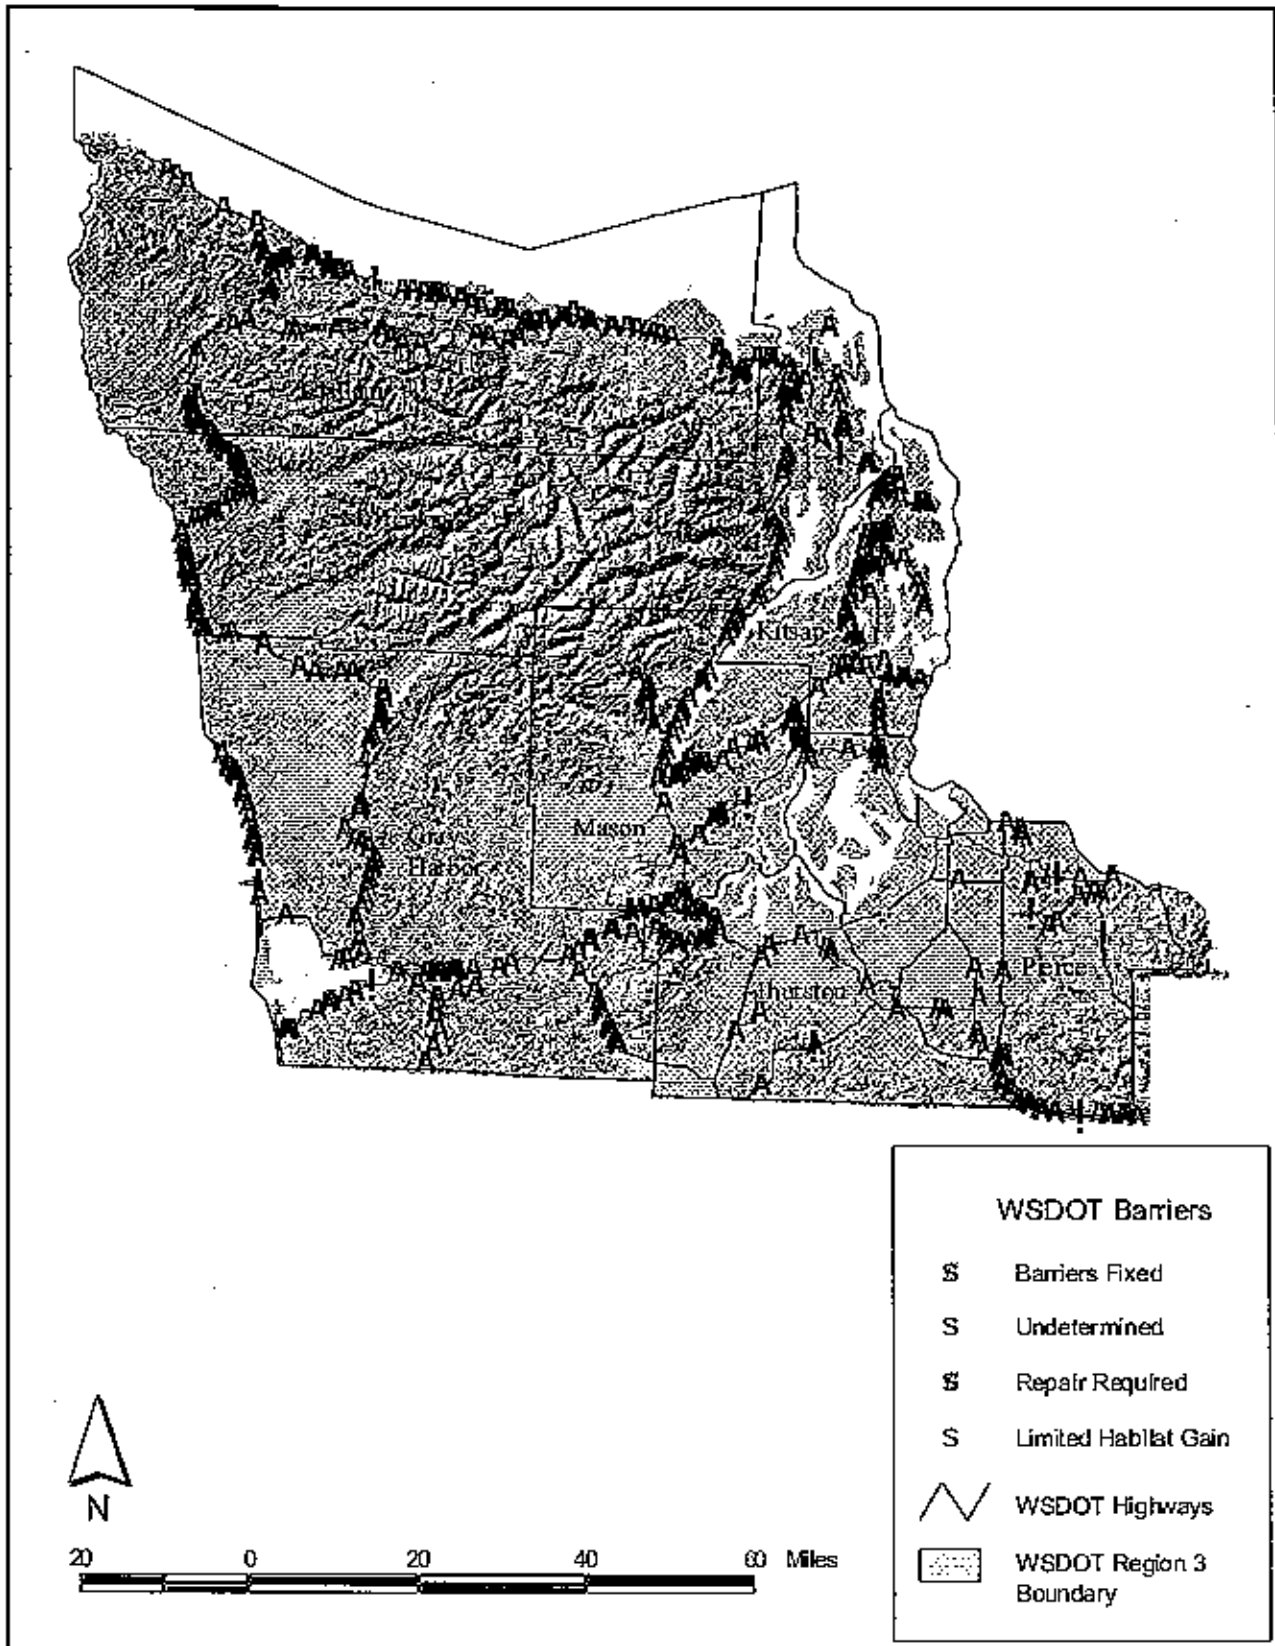 Kitsap
Mason
Grays
Harbor
Pierce
Thurston
WSDOT Barriers
S Barriers Fixed
S Undetermined
S Repair Required
S Limited Habitat Gain
WSDOT Highways
WSDOT Region 3
Boundary
N
20 0 20 40 60 Miles